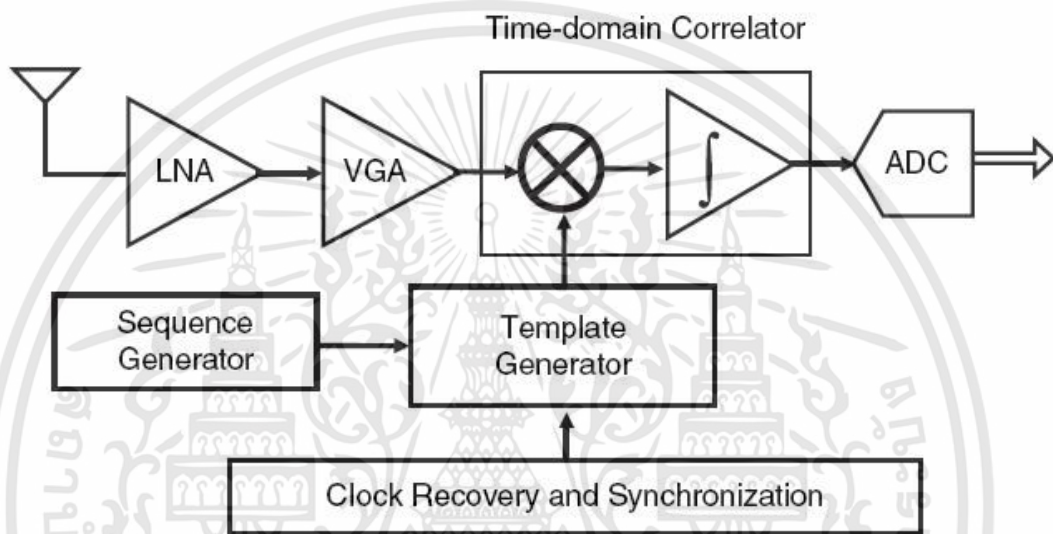 Time-domain Correlator
LNA
VGA
∫
ADC
Sequence
Generator
Template
Generator
Clock Recovery and Synchronization